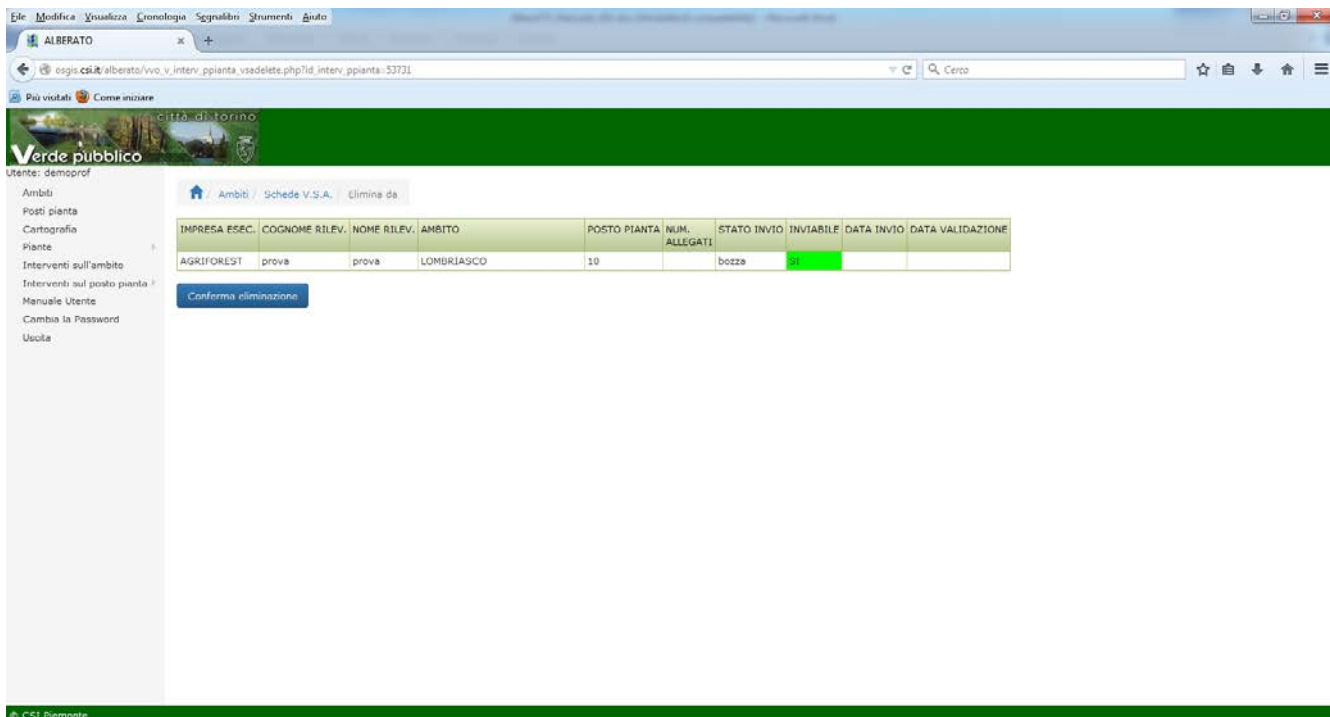 File Modifica Visualizza Cronologia Segnalibri Strumenti Aiuto
ALBERATO × +
osgis.csi.it/alberato/vvo_v_interv_ppianta_vsadelete.php?id_interv_ppianta=53731
Cerca
Più visitati Come iniziare
città di torino
Verde pubblico
Utente: demoprof
Ambiti
Posti pianta
Cartografia
Piante
Interventi sull'ambito
Interventi sul posto pianta
Manuale Utente
Cambia la Password
Uscita
Ambiti / Schede V.S.A. / Elimina da
IMPRESA ESEC. COGNOME RILEV. NOME RILEV. AMBITO POSTO PIANTA NUM. ALLEGATI STATO INVIO INVIABILE DATA INVIO DATA VALIDAZIONE
AGRIFOREST prova prova LOMBRIASCO 10 bozza SI
Conferma eliminazione
© CSI Piemonte